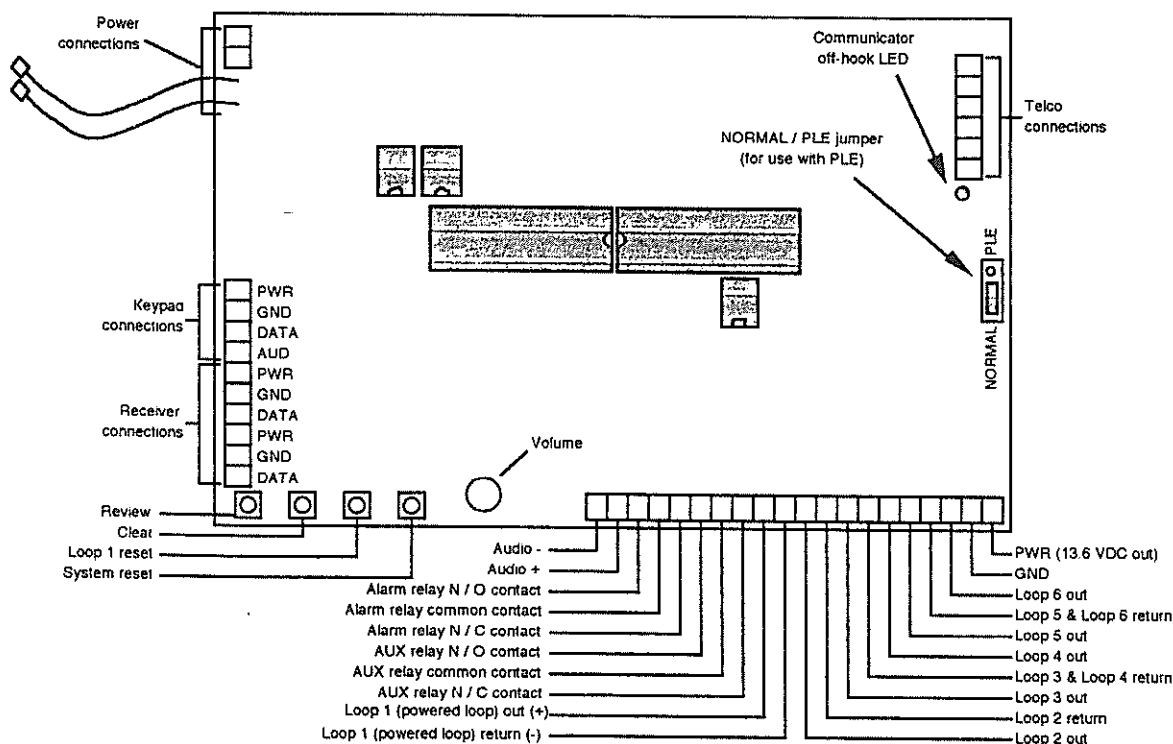 Power
connections
Communicator
off-hook LED
Telco
connections
NORMAL / PLE jumper
(for use with PLE)
PLE
NORMAL
Keypad
connections
PWR
GND
DATA
AUD
Receiver
connections
PWR
GND
DATA
PWR
GND
DATA
Volume
Review
Clear
Loop 1 reset
System reset
Audio -
Audio +
Alarm relay N / O contact
Alarm relay common contact
Alarm relay N / C contact
AUX relay N / O contact
AUX relay common contact
AUX relay N / C contact
Loop 1 (powered loop) out (+)
Loop 1 (powered loop) return (-)
PWR (13.6 VDC out)
GND
Loop 6 out
Loop 5 & Loop 6 return
Loop 5 out
Loop 4 out
Loop 3 & Loop 4 return
Loop 3 out
Loop 2 return
Loop 2 out